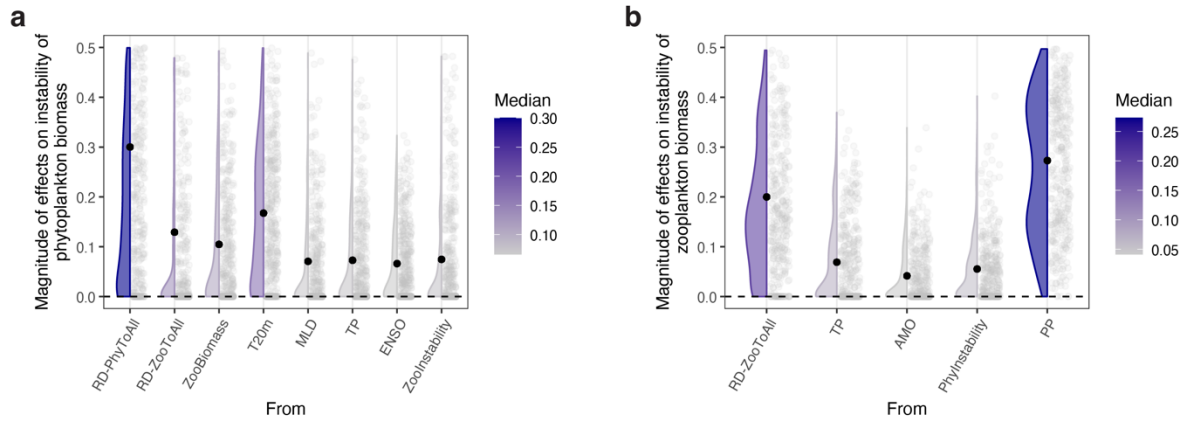 a
Magnitude of effects on instability of
phytoplankton biomass
0.5
0.4
0.3
0.2
0.1
0.0
RD-PhyToAll
RD-ZooToAll
ZooBiomass
T20m
MLD
TP
ENSO
ZooInstability
From
Median
0.30
0.25
0.20
0.15
0.10
b
Magnitude of effects on instability of
zooplankton biomass
0.5
0.4
0.3
0.2
0.1
0.0
RD-ZooToAll
TP
AMO
PhyInstability
PP
From
Median
0.25
0.20
0.15
0.10
0.05